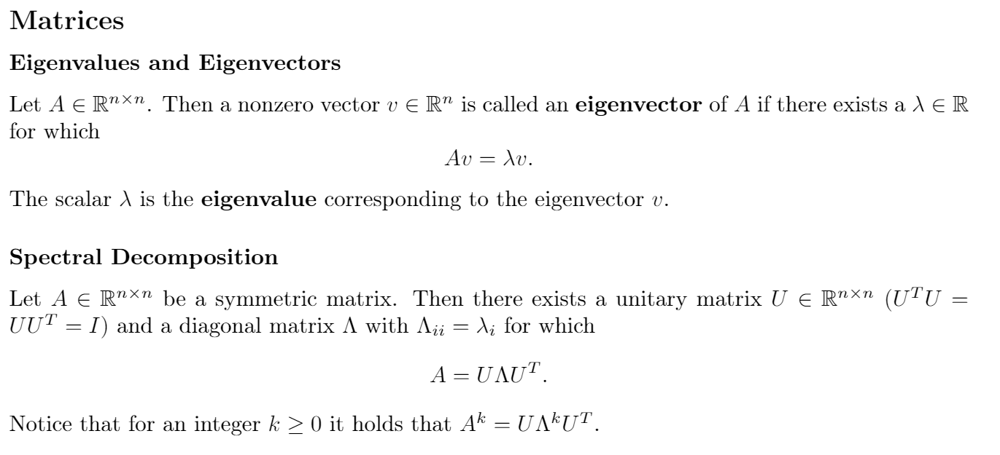 Matrices
Eigenvalues and Eigenvectors
Let $A \in \mathbb{R}^{n \times n}$. Then a nonzero vector $v \in \mathbb{R}^n$ is called an **eigenvector** of $A$ if there exists a $\lambda \in \mathbb{R}$
for which
$Av = \lambda v.$
The scalar $\lambda$ is the **eigenvalue** corresponding to the eigenvector $v$.
Spectral Decomposition
Let $A \in \mathbb{R}^{n \times n}$ be a symmetric matrix. Then there exists a unitary matrix $U \in \mathbb{R}^{n \times n}$ ($U^T U =$
$UU^T = I$) and a diagonal matrix $\Lambda$ with $\Lambda_{ii} = \lambda_i$ for which
$A = U \Lambda U^T.$
Notice that for an integer $k \geq 0$ it holds that $A^k = U \Lambda^k U^T$.